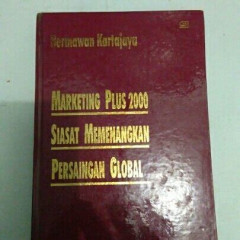 Hermawan Kartajaya
MARKETING PLUS 2000
SIASAT MEMENANGKAN
PERSAINGAN GLOBAL